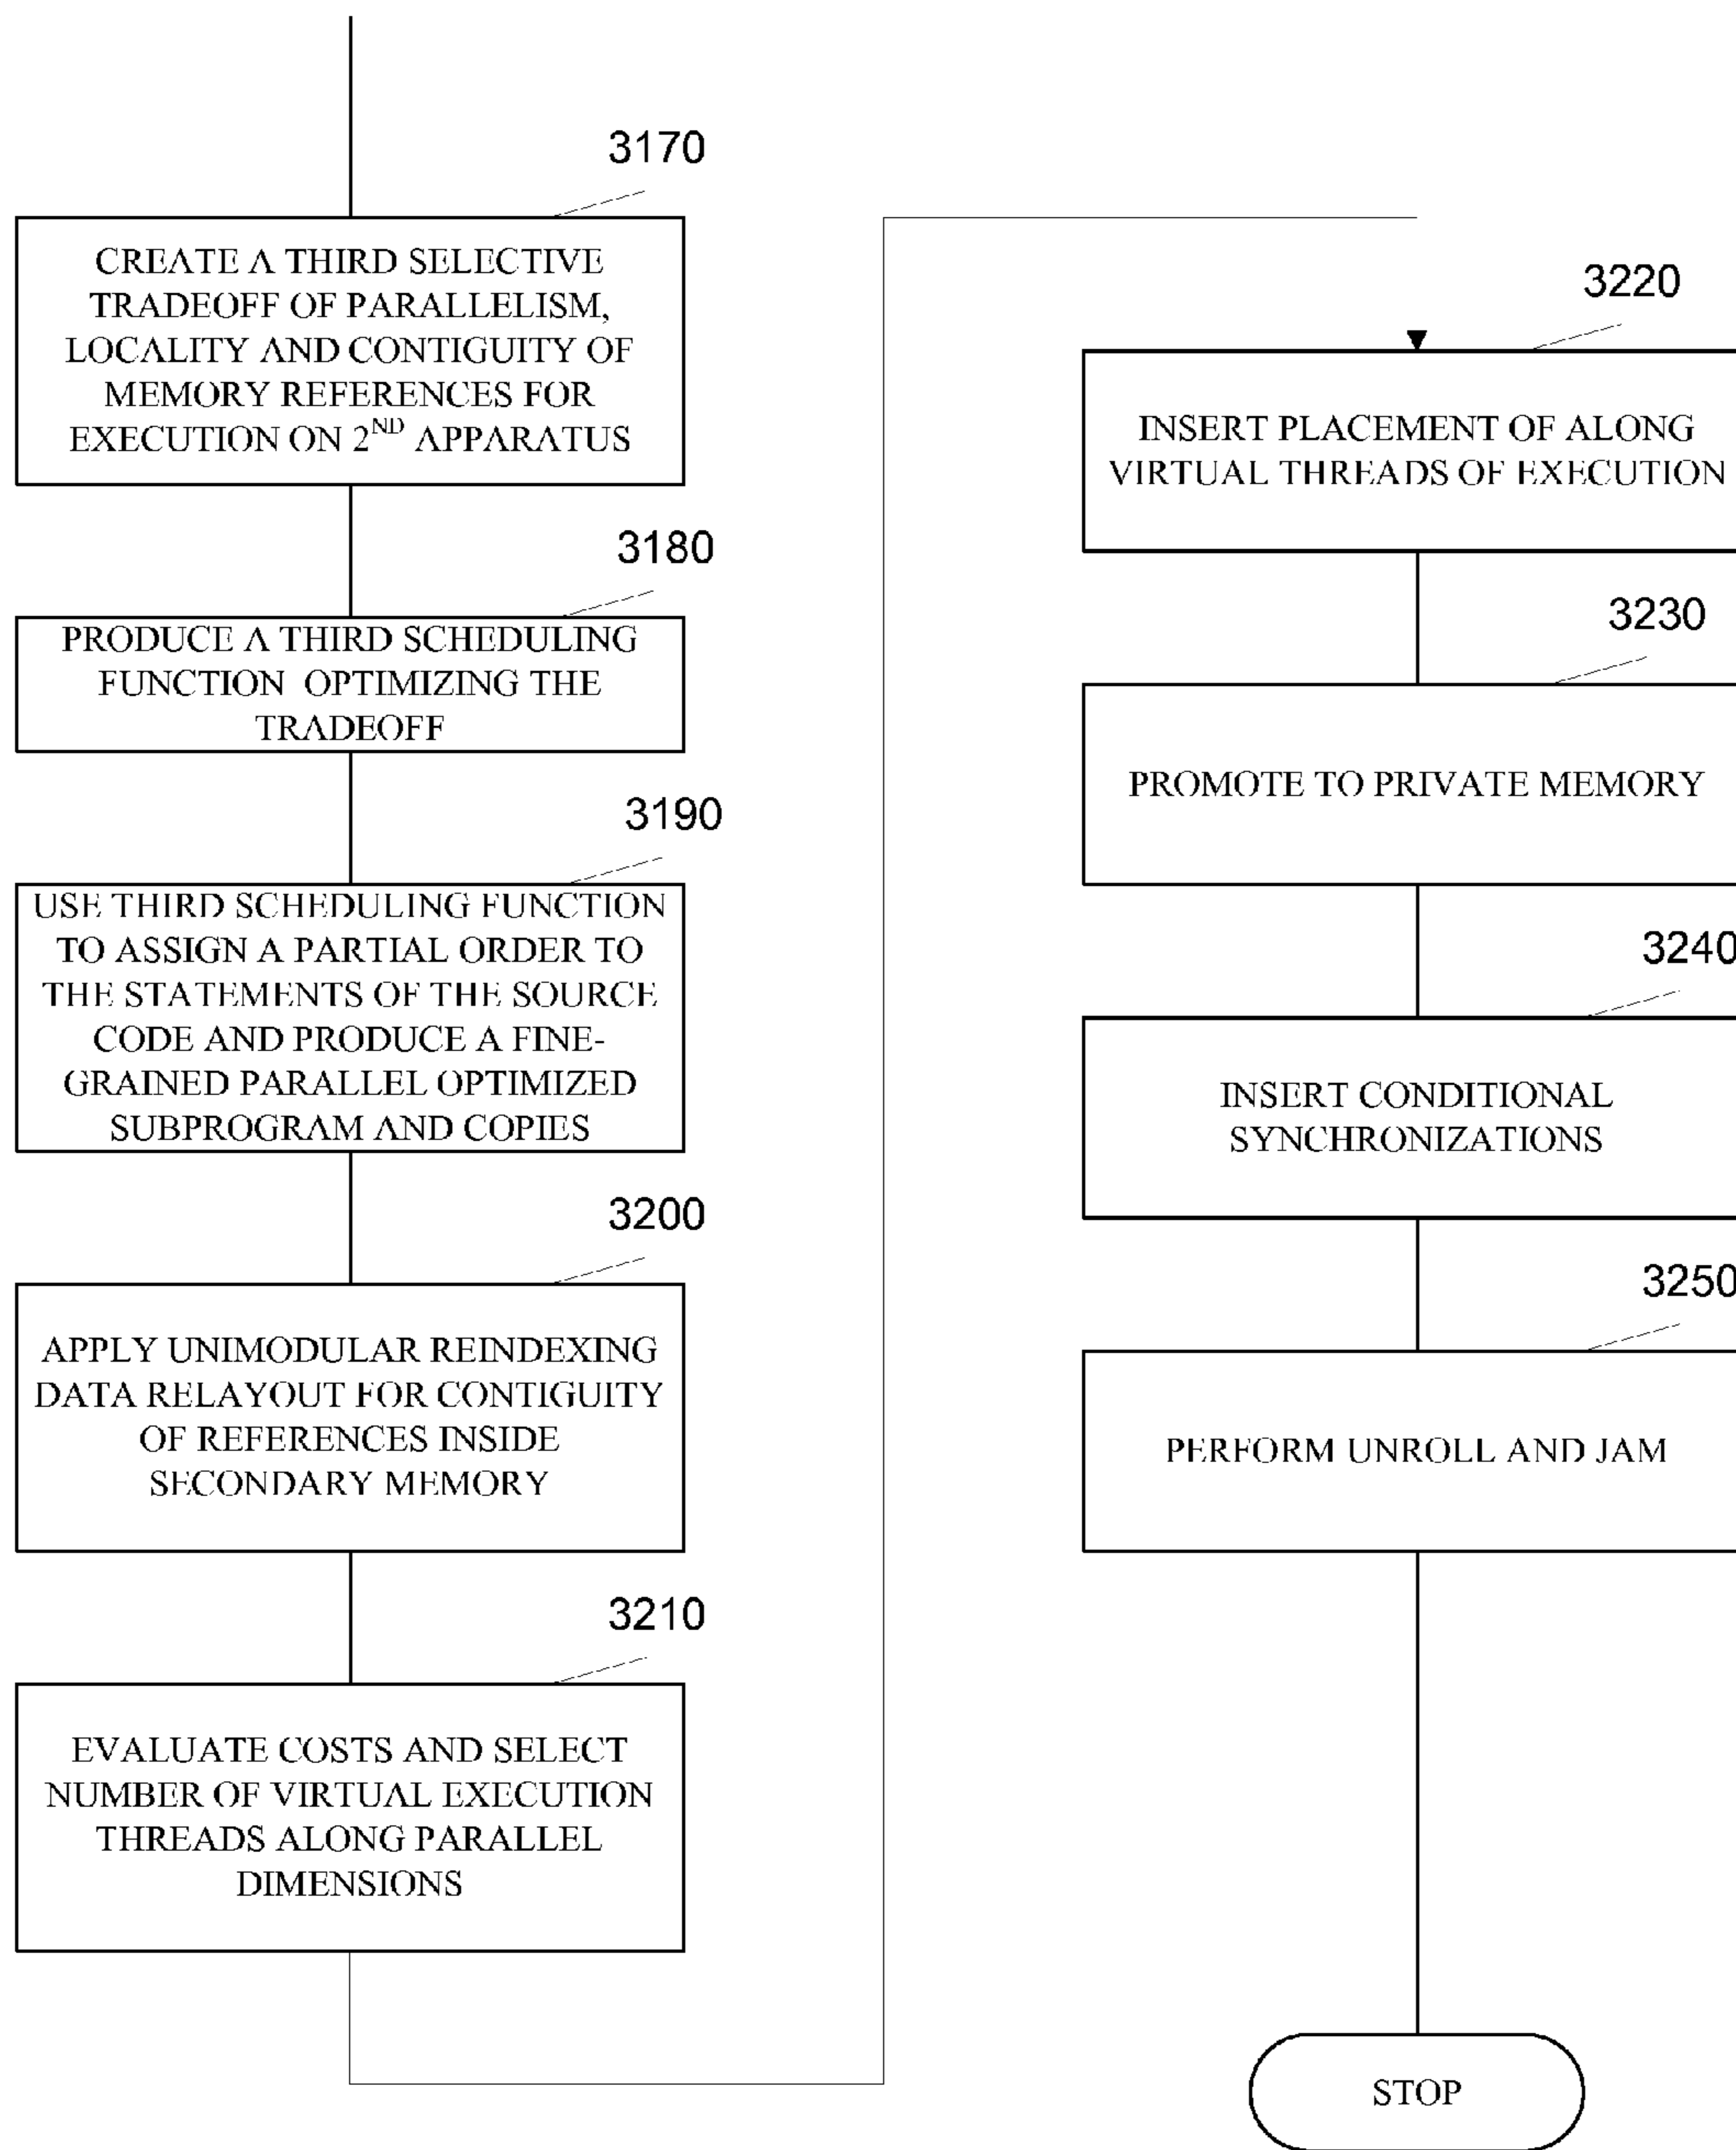 3170
CREATE A THIRD SELECTIVE
TRADEOFF OF PARALLELISM,
LOCALITY AND CONTIGUITY OF
MEMORY REFERENCES FOR
EXECUTION ON 2ND APPARATUS
3180
PRODUCE A THIRD SCHEDULING
FUNCTION OPTIMIZING THE
TRADEOFF
3190
USE THIRD SCHEDULING FUNCTION
TO ASSIGN A PARTIAL ORDER TO
THE STATEMENTS OF THE SOURCE
CODE AND PRODUCE A FINE-
GRAINED PARALLEL OPTIMIZED
SUBPROGRAM AND COPIES
3200
APPLY UNIMODULAR REINDEXING
DATA RELAYOUT FOR CONTIGUITY
OF REFERENCES INSIDE
SECONDARY MEMORY
3210
EVALUATE COSTS AND SELECT
NUMBER OF VIRTUAL EXECUTION
THREADS ALONG PARALLEL
DIMENSIONS
3220
INSERT PLACEMENT OF ALONG
VIRTUAL THREADS OF EXECUTION
3230
PROMOTE TO PRIVATE MEMORY
3240
INSERT CONDITIONAL
SYNCHRONIZATIONS
3250
PERFORM UNROLL AND JAM
STOP